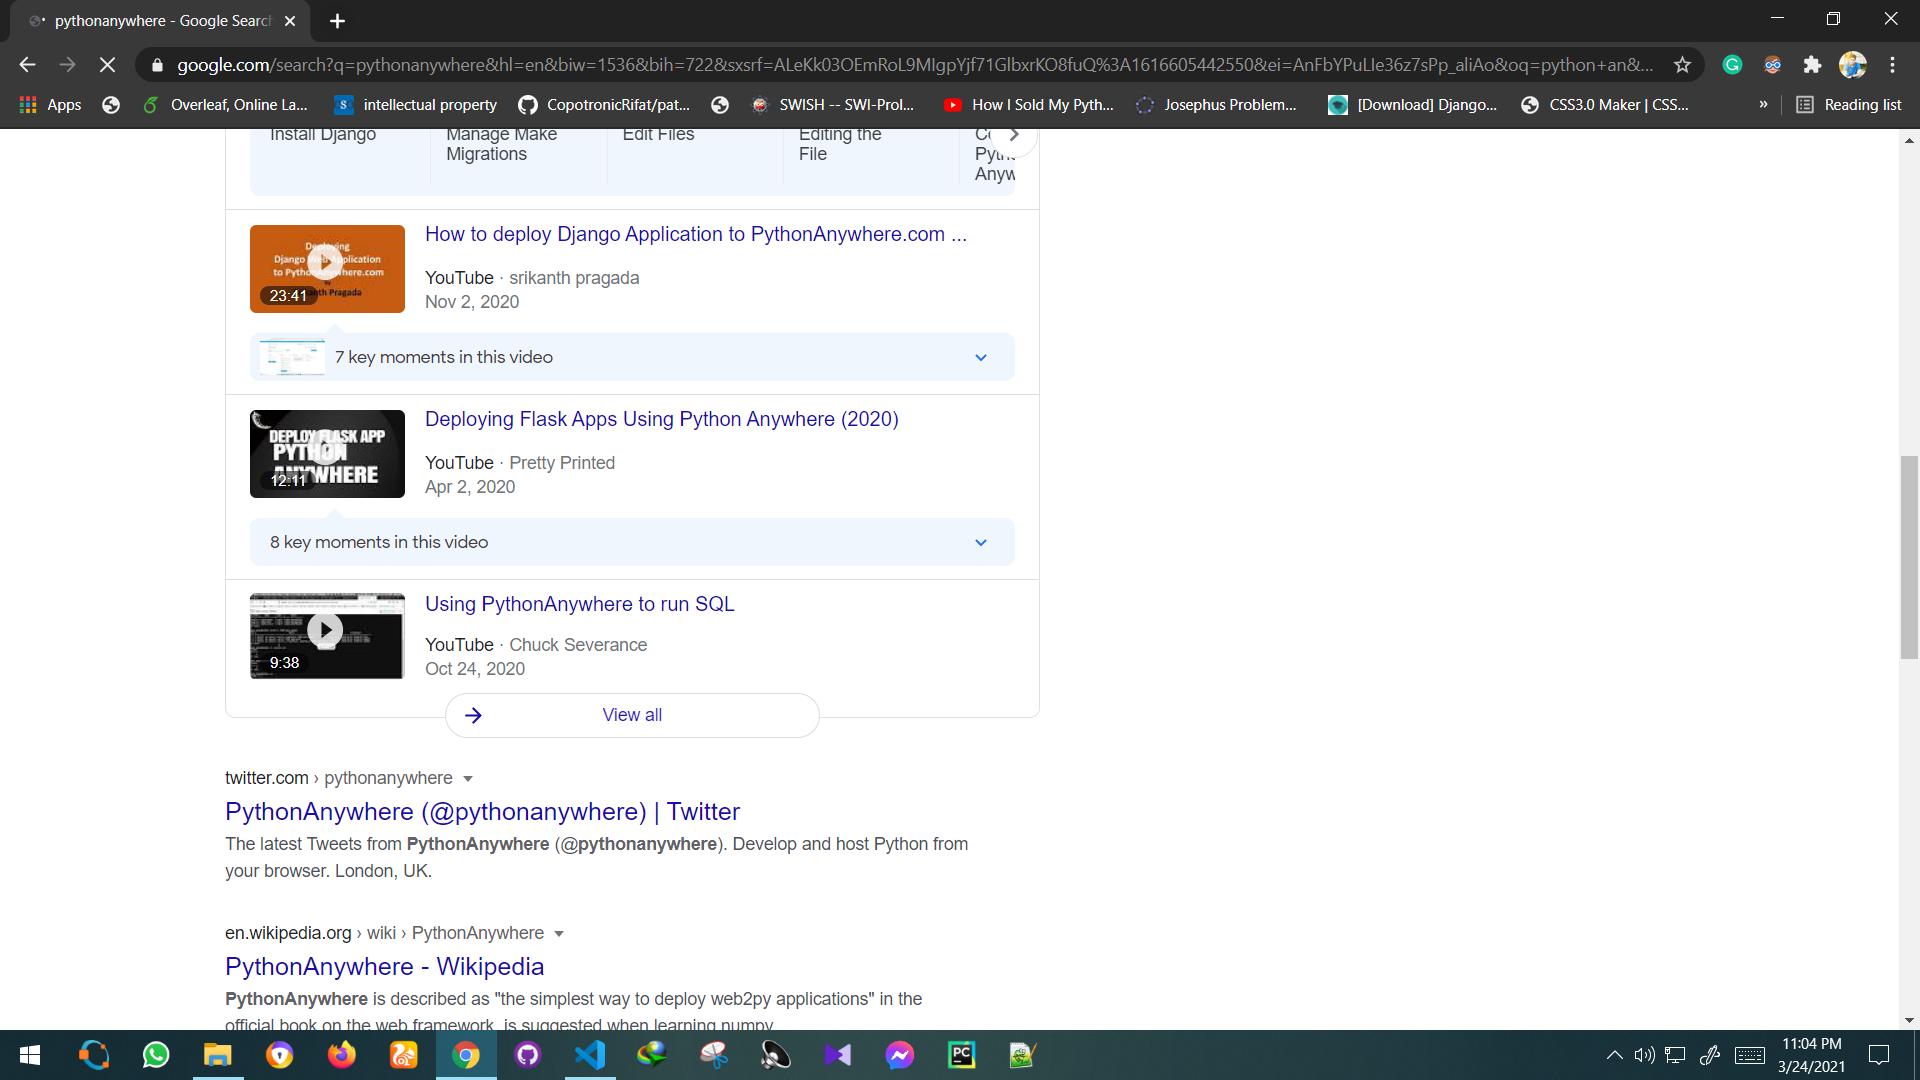 pythonanywhere - Google Search
google.com/search?q=pythonanywhere&hl=en&biw=1536&bih=722&sxsrf=ALeKk03OEmRoL9MIgpYjf71GlbxrKO8fuQ%3A1616605442550&ei=AnFbYPuLIe36z7sPp_aliAo&oq=python+an&...
Apps Overleaf, Online La... intellectual property CopotronicRifat/pat... SWISH -- SWI-Prol... How I Sold My Pyth... Josephus Problem... [Download] Django... CSS3.0 Maker | CSS... » Reading list
Install Django
Manage Make
Migrations
Edit Files
Editing the
File
Anyw
How to deploy Django Application to PythonAnywhere.com ...
Deploying
Django Web Application
to PythonAnywhere.com
23:41
YouTube · srikanth pragada
Nov 2, 2020
7 key moments in this video
Deploying Flask Apps Using Python Anywhere (2020)
DEPLOY FLASK APP
PYTHON
ANYWHERE
12:11
YouTube · Pretty Printed
Apr 2, 2020
8 key moments in this video
Using PythonAnywhere to run SQL
9:38
YouTube · Chuck Severance
Oct 24, 2020
View all
twitter.com › pythonanywhere
PythonAnywhere (@pythonanywhere) | Twitter
The latest Tweets from PythonAnywhere (@pythonanywhere). Develop and host Python from
your browser. London, UK.
en.wikipedia.org › wiki › PythonAnywhere
PythonAnywhere - Wikipedia
PythonAnywhere is described as "the simplest way to deploy web2py applications" in the
official book on the web framework, is suggested when learning numpy
11:04 PM
3/24/2021